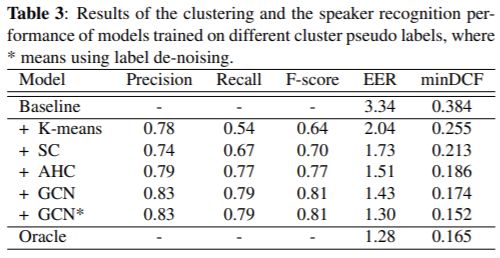 Table 3: Results of the clustering and the speaker recognition per-
formance of models trained on different cluster pseudo labels, where
* means using label de-noising.
Model Precision Recall F-score EER minDCF
Baseline - - - 3.34 0.384
+ K-means 0.78 0.54 0.64 2.04 0.255
+ SC 0.74 0.67 0.70 1.73 0.213
+ AHC 0.79 0.77 0.77 1.51 0.186
+ GCN 0.83 0.79 0.81 1.43 0.174
+ GCN* 0.83 0.79 0.81 1.30 0.152
Oracle - - - 1.28 0.165